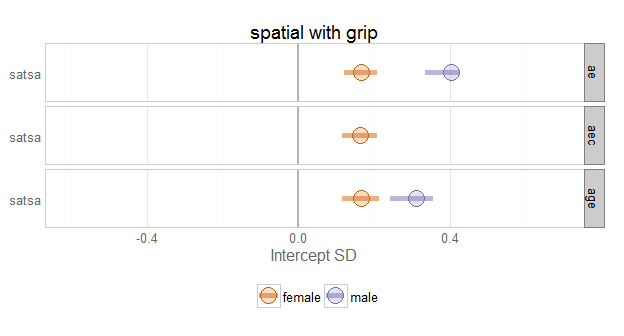 spatial with grip
satsa
ae
satsa
aec
satsa
age
-0.4 0.0 0.4
Intercept SD
female male